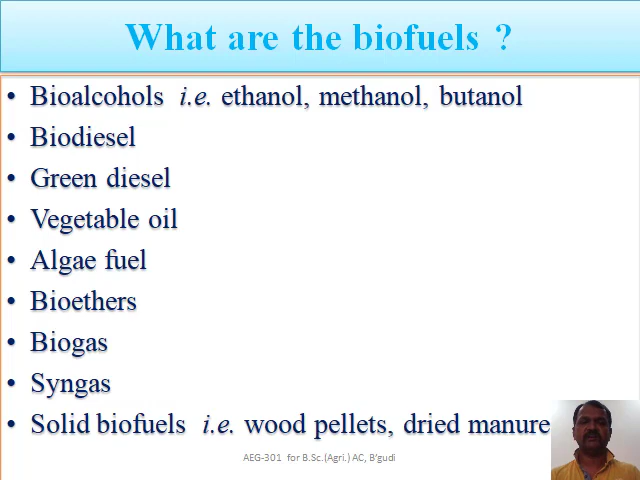 What are the biofuels ?
• Bioalcohols i.e. ethanol, methanol, butanol
• Biodiesel
• Green diesel
• Vegetable oil
• Algae fuel
• Bioethers
• Biogas
• Syngas
• Solid biofuels i.e. wood pellets, dried manure
AEG-301 for B.Sc.(Agri.) AC, B’gudi